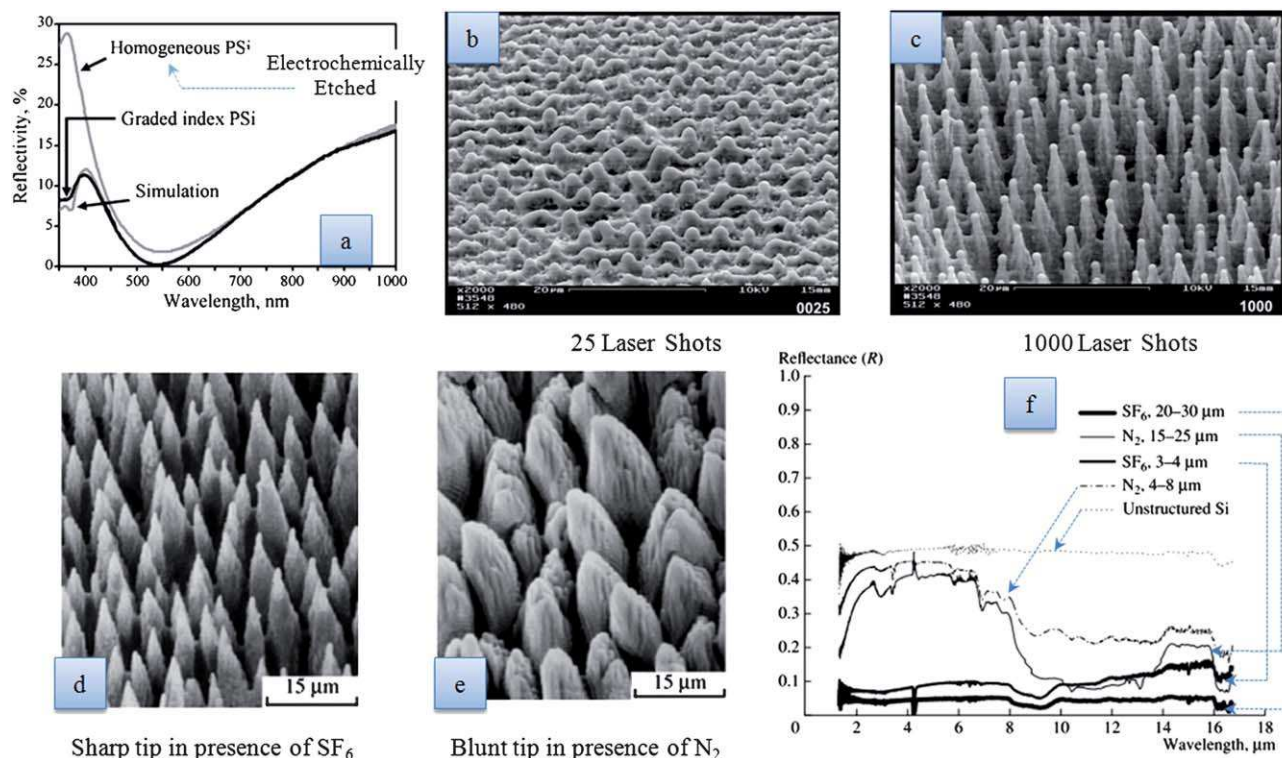 30
25
20
15
10
5
0
Reflectivity, %
Homogeneous PSi
Electrochemically
Etched
Graded index PSi
Simulation
a
400 500 600 700 800 900 1000
Wavelength, nm
b
x2000 20μm 10kV 15mm
#3548
512 x 480
0025
25 Laser Shots
c
x2000 20μm 10kV 15mm
#3548
512 x 480
1000
1000 Laser Shots
d
15 μm
Sharp tip in presence of SF6
e
15 μm
Blunt tip in presence of N2
Reflectance (R)
f
1.0
0.9
0.8
0.7
0.6
0.5
0.4
0.3
0.2
0.1
SF6, 20–30 μm
N2, 15–25 μm
SF6, 3–4 μm
N2, 4–8 μm
Unstructured Si
0 2 4 6 8 10 12 14 16 18
Wavelength, μm